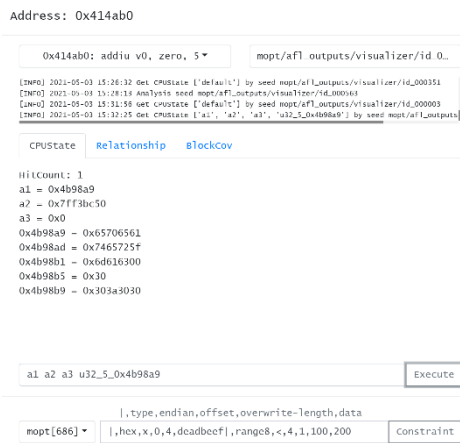 Address: 0x414ab0
0x414ab0: addiu v0, zero, 5
mopt/afl_outputs/visualizer/id_0...
[INFO] 2021-05-03 15:26:32 Get CPUState ['default'] by seed mopt/afl_outputs/visualizer/id_000351
[INFO] 2021-05-03 15:28:13 Analysis seed mopt/afl_outputs/visualizer/id_000563
[INFO] 2021-05-03 15:31:58 Get CPUState ['default'] by seed mopt/afl_outputs/visualizer/id_000003
[INFO] 2021-05-03 15:32:25 Get CPUState ['a1', 'a2', 'a3', 'u32_5_0x4b98a9'] by seed mopt/afl_outputs
CPUState Relationship BlockCov
HitCount: 1
a1 = 0x4b98a9
a2 = 0x7ff3bc50
a3 = 0x0
0x4b98a9 = 0x65706561
0x4b98ad = 0x7465725f
0x4b98b1 = 0x6d616300
0x4b98b5 = 0x30
0x4b98b9 = 0x303a3030
a1 a2 a3 u32_5_0x4b98a9
Execute
|,type,endian,offset,overwrite-length,data
mopt[686]
|,hex,x,0,4,deadbeef|,range8,<,4,1,100,200
Constraint